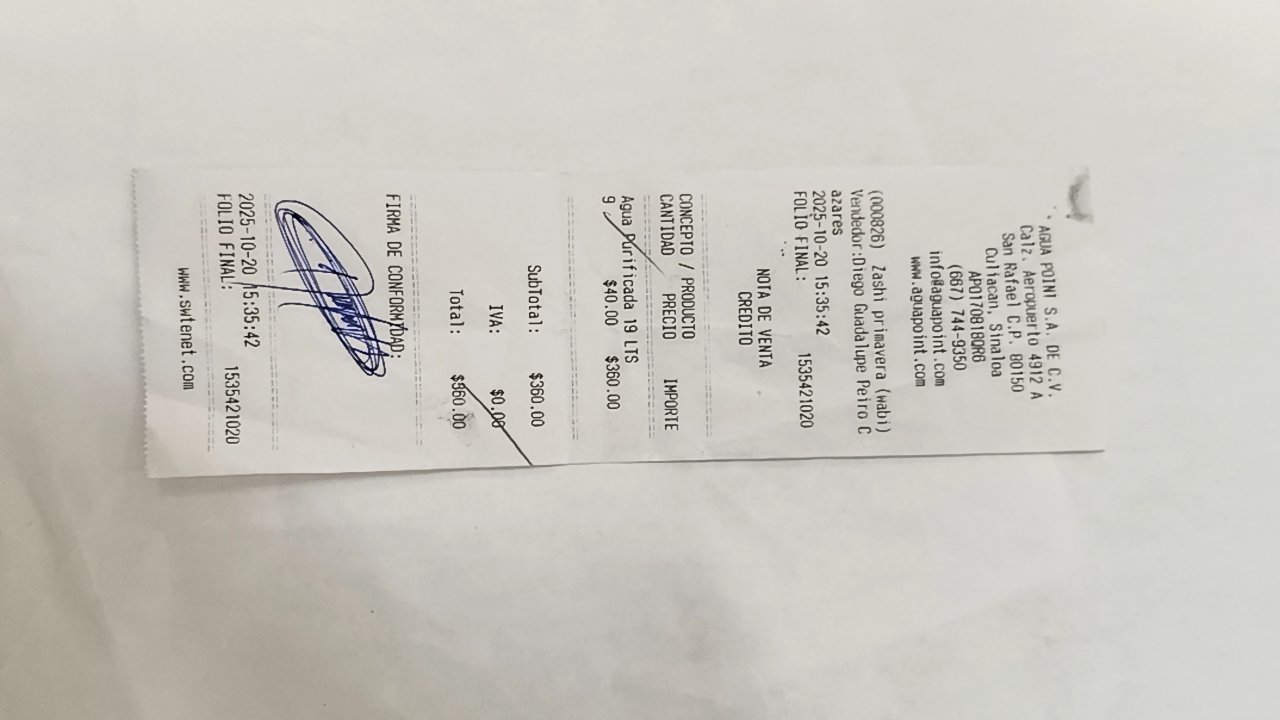 AGUA POINT S.A. DE C.V.
Calz. Aeropuerto 4912 A
San Rafael C.P. 80150
Culiacan, Sinaloa
APO170818DR6
(667) 744-9350
info@aguapoint.com
www.aguapoint.com
(000826) Zashi primavera (wabi)
Vendedor:Diego Guadalupe Peiro C
azares
2025-10-20 15:35:42
FOLIO FINAL: 1535421020
NOTA DE VENTA
CREDITO
CONCEPTO / PRODUCTO
CANTIDAD PRECIO IMPORTE
Agua Purificada 19 LTS
9 $40.00 $360.00
SubTotal: $360.00
IVA: $0.00
Total: $360.00
FIRMA DE CONFORMIDAD:
2025-10-20 15:35:42
FOLIO FINAL: 1535421020
www.swfenet.com